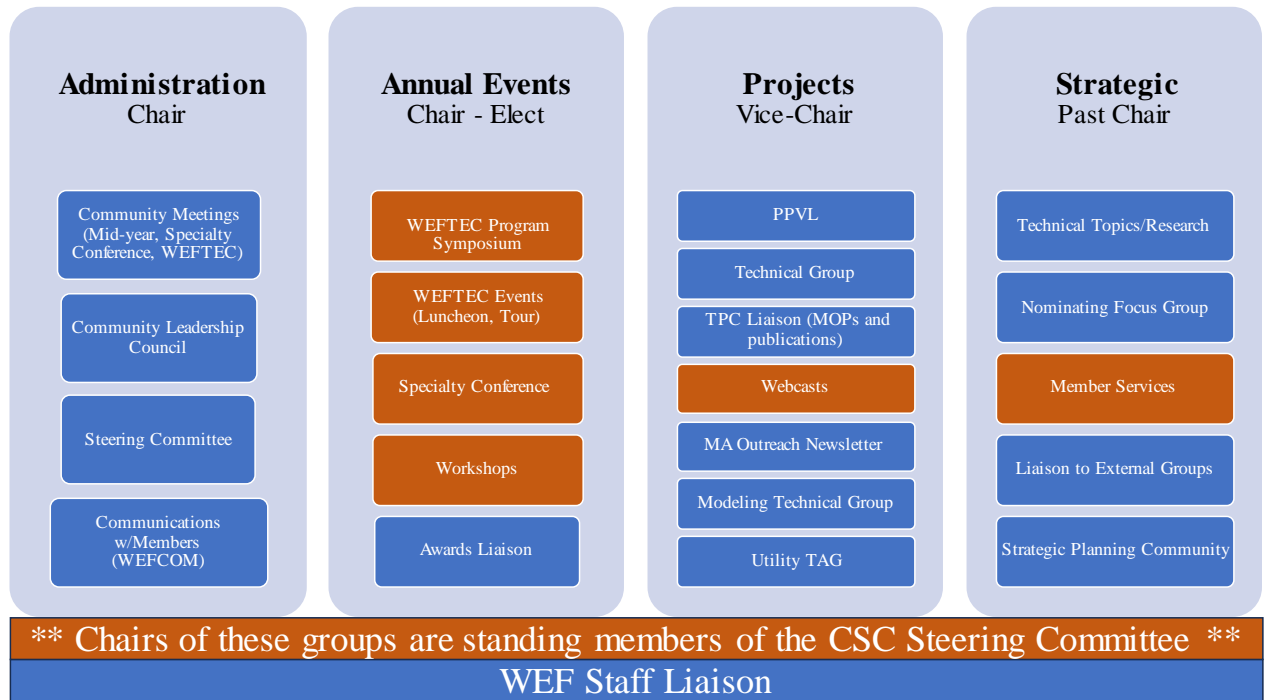 Administration
Chair
Community Meetings
(Mid-year, Specialty
Conference, WEFTEC)
Community Leadership
Council
Steering Committee
Communications
w/Members
(WEFCOM)
Annual Events
Chair - Elect
WEFTEC Program
Symposium
WEFTEC Events
(Luncheon, Tour)
Specialty Conference
Workshops
Awards Liaison
Projects
Vice-Chair
PPVL
Technical Group
TPC Liaison (MOPs and
publications)
Webcasts
MA Outreach Newsletter
Modeling Technical Group
Utility TAG
Strategic
Past Chair
Technical Topics/Research
Nominating Focus Group
Member Services
Liaison to External Groups
Strategic Planning Community
** Chairs of these groups are standing members of the CSC Steering Committee **
WEF Staff Liaison